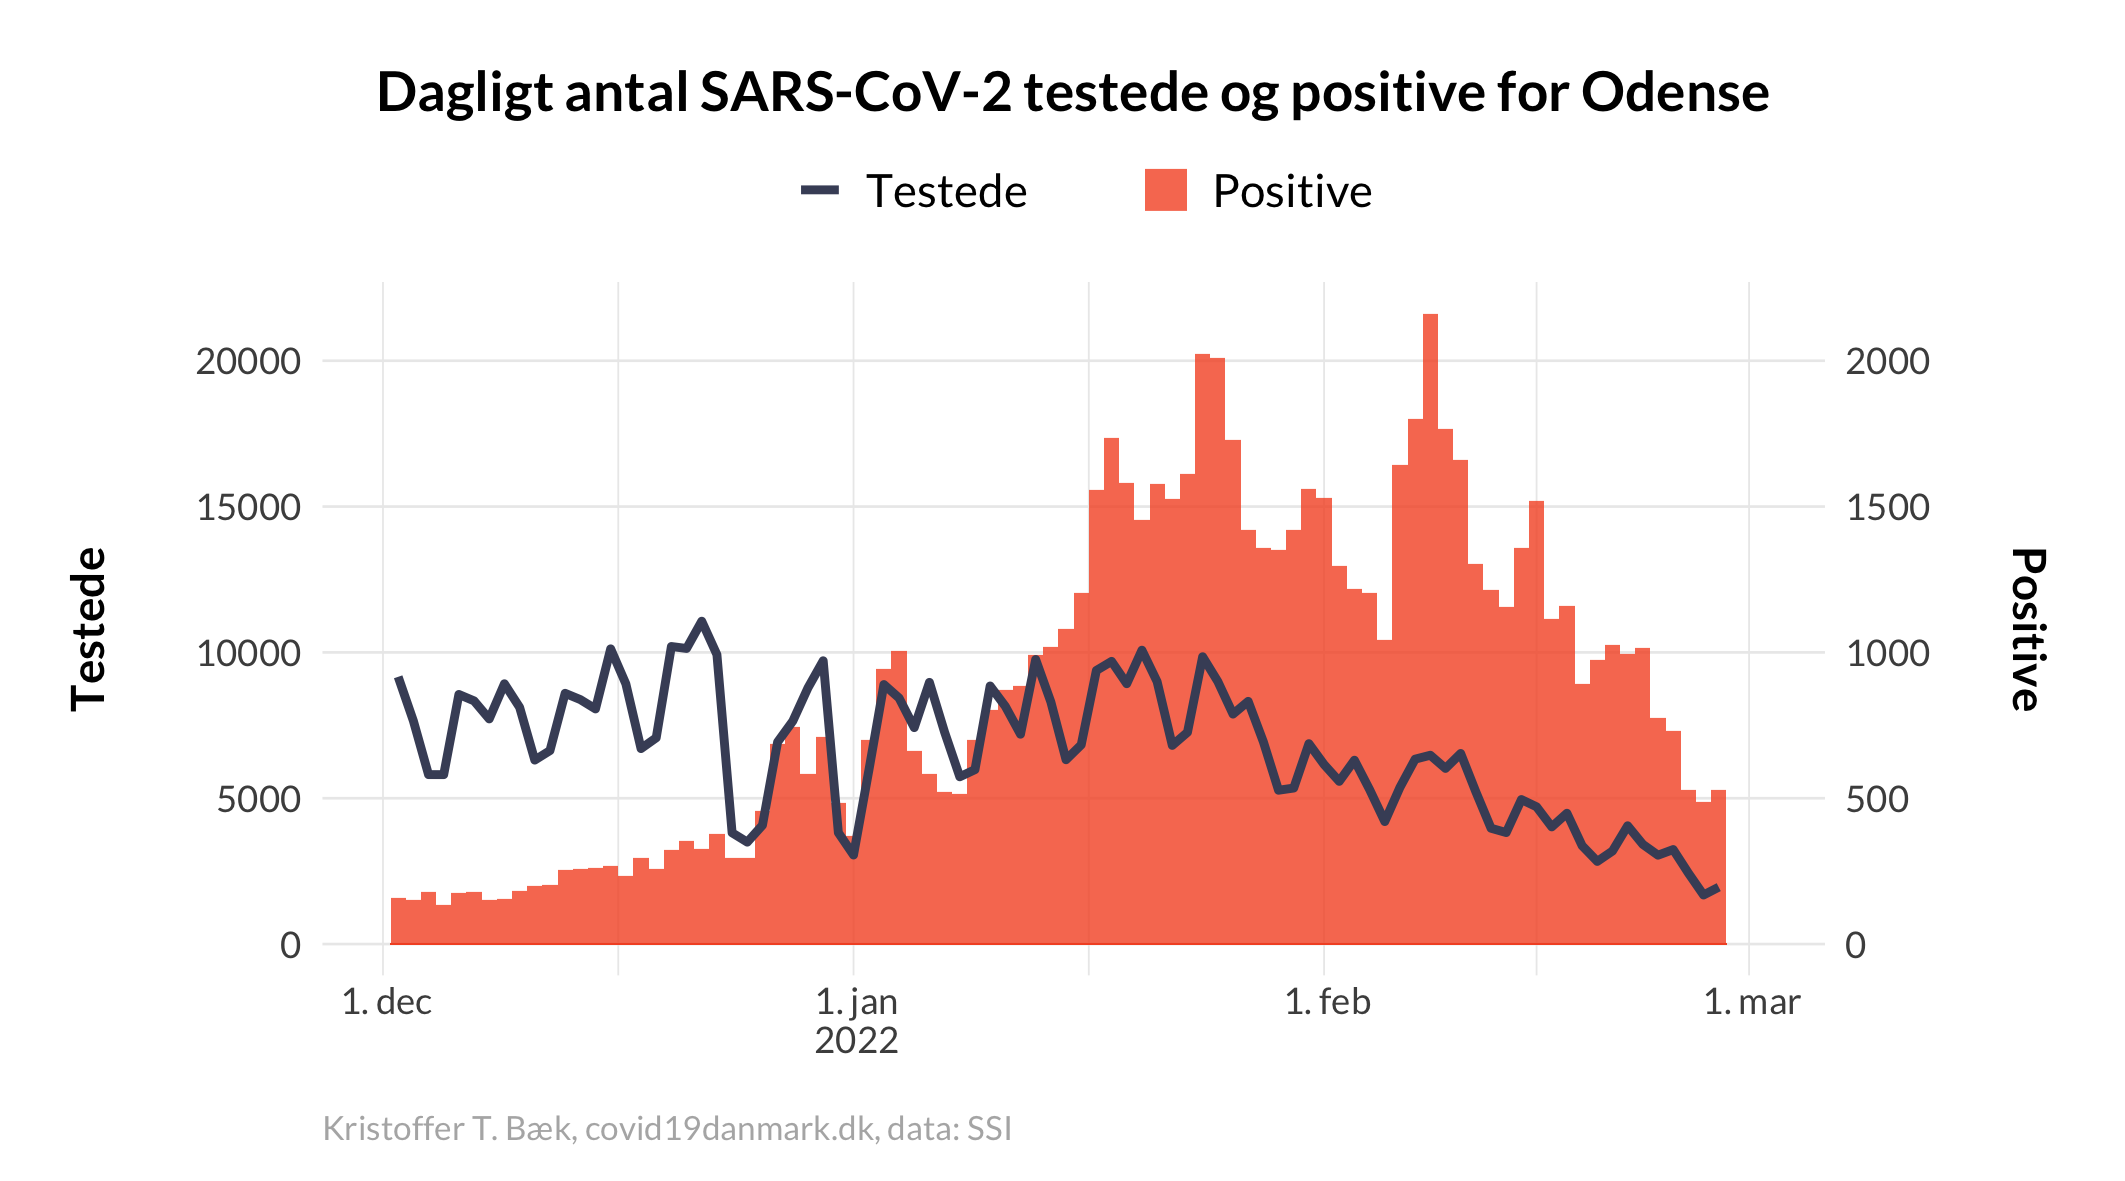 Dagligt antal SARS-CoV-2 testede og positive for Odense
Testede
Positive
20000
15000
10000
5000
0
Testede
2000
1500
1000
500
0
Positive
1. dec
1. jan
2022
1. feb
1. mar
Kristoffer T. Bæk, covid19danmark.dk, data: SSI